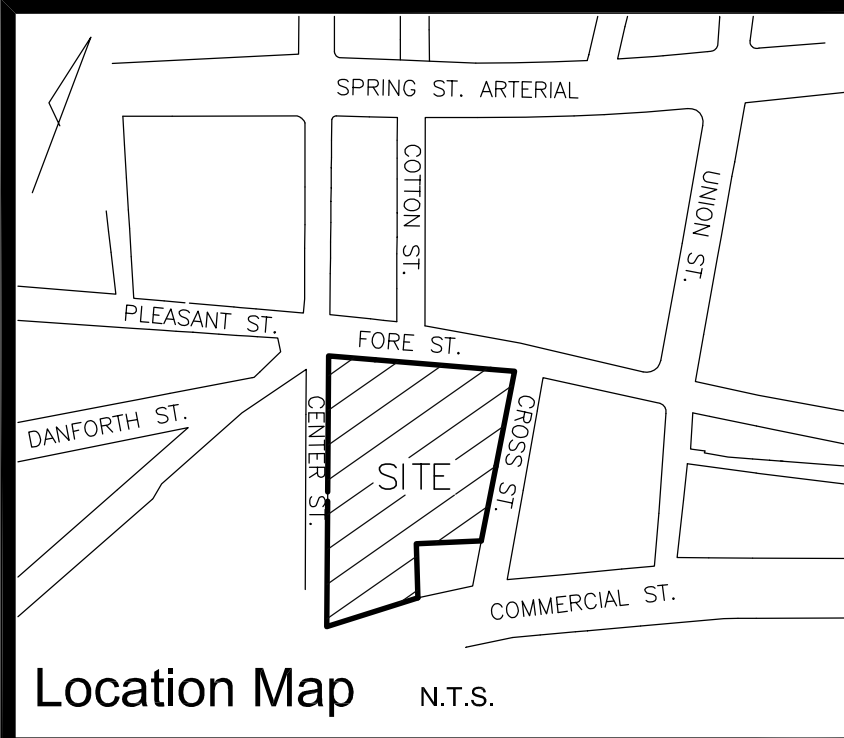 SPRING ST. ARTERIAL
COTTON ST.
UNION ST.
PLEASANT ST.
FORE ST.
DANFORTH ST.
CENTER ST.
CROSS ST.
SITE
COMMERCIAL ST.
Location Map N.T.S.